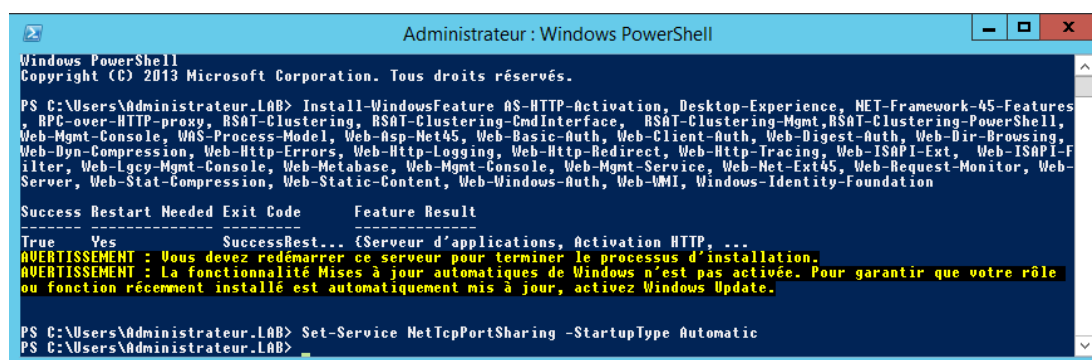 Administrateur : Windows PowerShell
Windows PowerShell
Copyright (C) 2013 Microsoft Corporation. Tous droits réservés.
PS C:\Users\Administrateur.LAB> Install-WindowsFeature AS-HTTP-Activation, Desktop-Experience, NET-Framework-45-Features
, RPC-over-HTTP-proxy, RSAT-Clustering, RSAT-Clustering-CmdInterface,  RSAT-Clustering-Mgmt,RSAT-Clustering-PowerShell,
Web-Mgmt-Console, WAS-Process-Model, Web-Asp-Net45, Web-Basic-Auth, Web-Client-Auth, Web-Digest-Auth, Web-Dir-Browsing,
Web-Dyn-Compression, Web-Http-Errors, Web-Http-Logging, Web-Http-Redirect, Web-Http-Tracing, Web-ISAPI-Ext,  Web-ISAPI-F
ilter, Web-Lgcy-Mgmt-Console, Web-Metabase, Web-Mgmt-Console, Web-Mgmt-Service, Web-Net-Ext45, Web-Request-Monitor, Web-
Server, Web-Stat-Compression, Web-Static-Content, Web-Windows-Auth, Web-WMI, Windows-Identity-Foundation
Success Restart Needed Exit Code      Feature Result
------- -------------- ---------      --------------
True    Yes            SuccessRest... {Serveur d'applications, Activation HTTP, ...
AVERTISSEMENT : Vous devez redémarrer ce serveur pour terminer le processus d'installation.
AVERTISSEMENT : La fonctionnalité Mises à jour automatiques de Windows n'est pas activée. Pour garantir que votre rôle
ou fonction récemment installé est automatiquement mis à jour, activez Windows Update.
PS C:\Users\Administrateur.LAB> Set-Service NetTcpPortSharing -StartupType Automatic
PS C:\Users\Administrateur.LAB> _